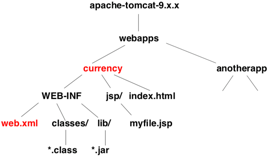 apache-tomcat-9.x.x
webapps
currency
anotherapp
WEB-INF
jsp/
index.html
web.xml
classes/
lib/
myfile.jsp
*.class
*.jar